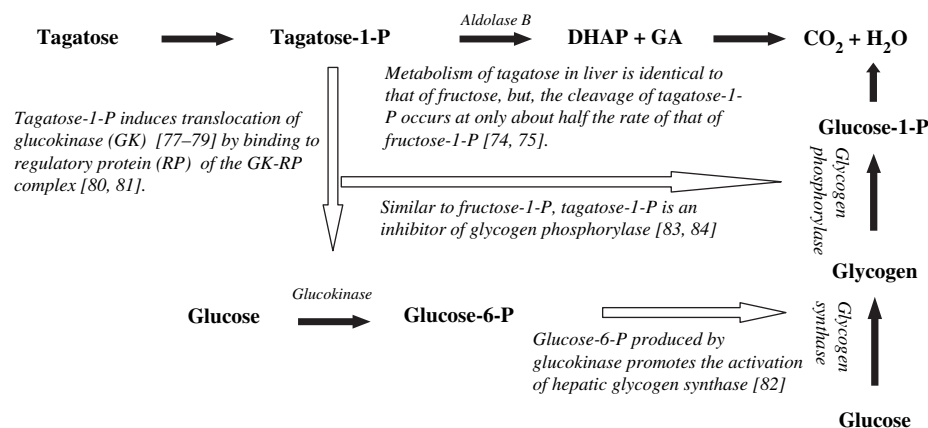 Aldolase B
Tagatose Tagatose-1-P DHAP + GA CO₂ + H₂O
Metabolism of tagatose in liver is identical to
that of fructose, but, the cleavage of tagatose-1-
P occurs at only about half the rate of that of
fructose-1-P [74, 75].
Tagatose-1-P induces translocation of
glucokinase (GK) [77–79] by binding to
regulatory protein (RP) of the GK-RP
complex [80, 81].
Glucose-1-P
Glycogen
phosphorylase
Similar to fructose-1-P, tagatose-1-P is an
inhibitor of glycogen phosphorylase [83, 84]
Glycogen
Glucokinase
Glucose Glucose-6-P
Glycogen
synthase
Glucose-6-P produced by
glucokinase promotes the activation
of hepatic glycogen synthase [82]
Glucose